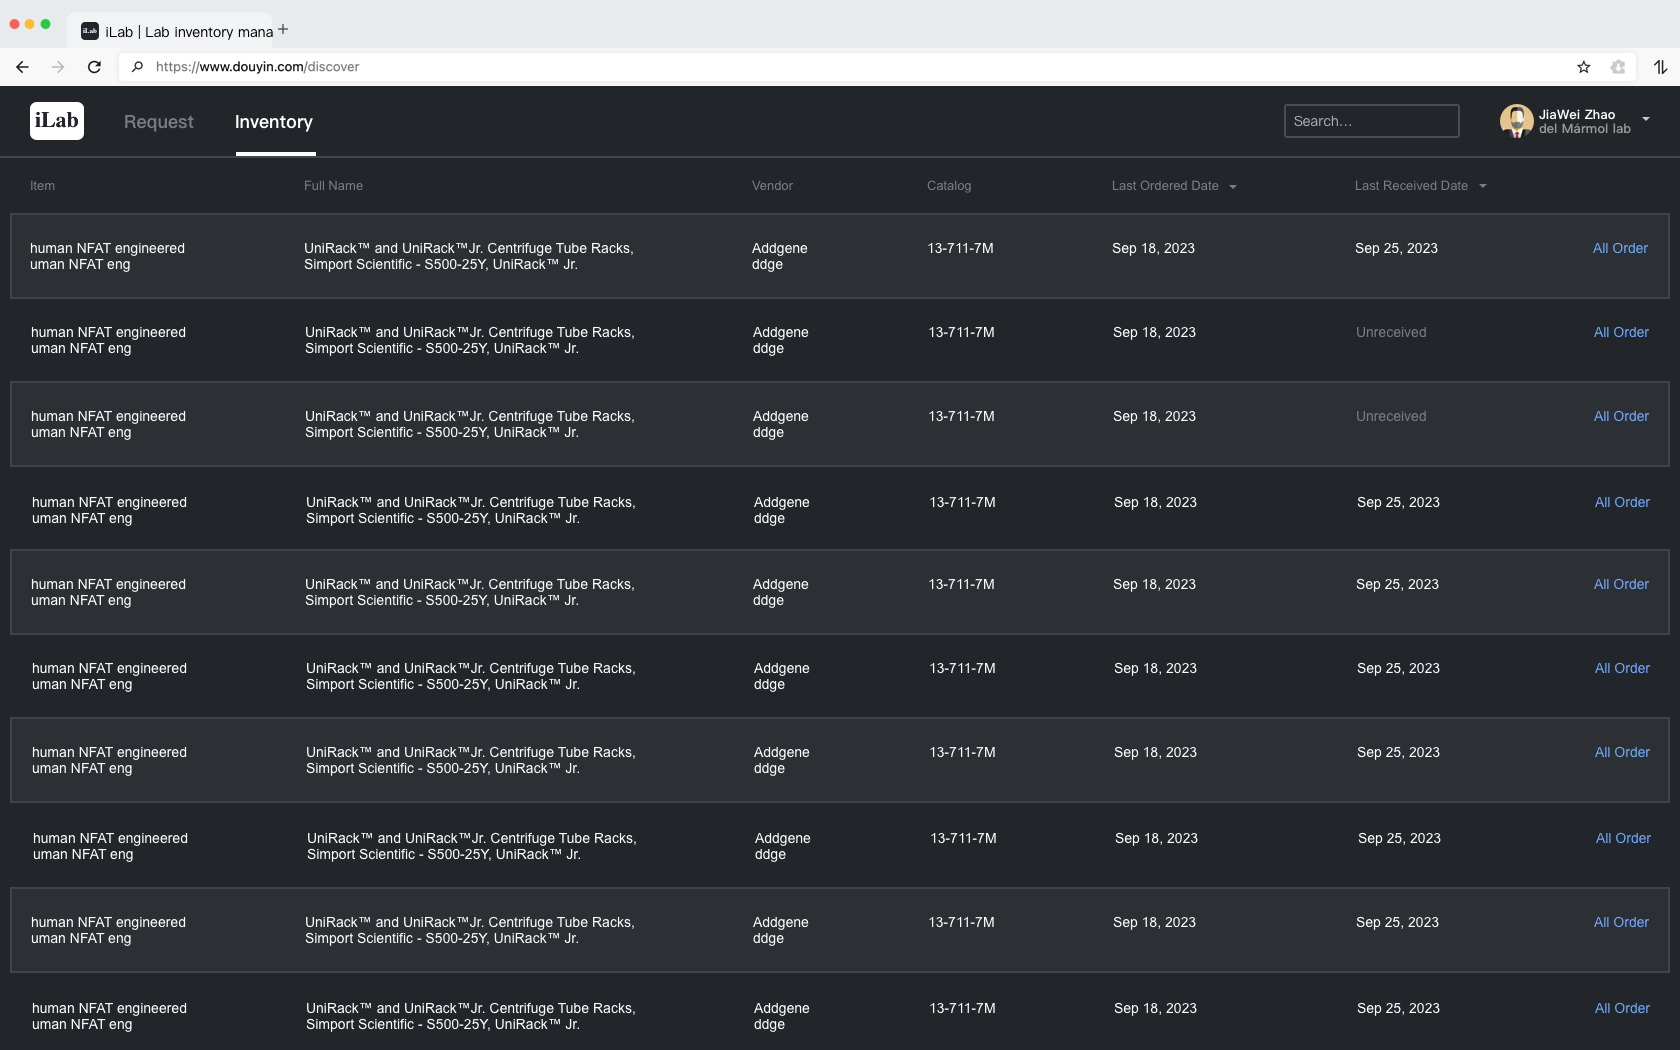 iLab iLab | Lab inventory mana +
https://www.douyin.com/discover
iLab Request Inventory Search... JiaWei Zhao
del Mármol lab
Item Full Name Vendor Catalog Last Ordered Date Last Received Date
human NFAT engineered UniRack™ and UniRack™Jr. Centrifuge Tube Racks, Addgene 13-711-7M Sep 18, 2023 Sep 25, 2023 All Order
uman NFAT eng Simport Scientific - S500-25Y, UniRack™ Jr. ddge
human NFAT engineered UniRack™ and UniRack™Jr. Centrifuge Tube Racks, Addgene 13-711-7M Sep 18, 2023 Unreceived All Order
uman NFAT eng Simport Scientific - S500-25Y, UniRack™ Jr. ddge
human NFAT engineered UniRack™ and UniRack™Jr. Centrifuge Tube Racks, Addgene 13-711-7M Sep 18, 2023 Unreceived All Order
uman NFAT eng Simport Scientific - S500-25Y, UniRack™ Jr. ddge
human NFAT engineered UniRack™ and UniRack™Jr. Centrifuge Tube Racks, Addgene 13-711-7M Sep 18, 2023 Sep 25, 2023 All Order
uman NFAT eng Simport Scientific - S500-25Y, UniRack™ Jr. ddge
human NFAT engineered UniRack™ and UniRack™Jr. Centrifuge Tube Racks, Addgene 13-711-7M Sep 18, 2023 Sep 25, 2023 All Order
uman NFAT eng Simport Scientific - S500-25Y, UniRack™ Jr. ddge
human NFAT engineered UniRack™ and UniRack™Jr. Centrifuge Tube Racks, Addgene 13-711-7M Sep 18, 2023 Sep 25, 2023 All Order
uman NFAT eng Simport Scientific - S500-25Y, UniRack™ Jr. ddge
human NFAT engineered UniRack™ and UniRack™Jr. Centrifuge Tube Racks, Addgene 13-711-7M Sep 18, 2023 Sep 25, 2023 All Order
uman NFAT eng Simport Scientific - S500-25Y, UniRack™ Jr. ddge
human NFAT engineered UniRack™ and UniRack™Jr. Centrifuge Tube Racks, Addgene 13-711-7M Sep 18, 2023 Sep 25, 2023 All Order
uman NFAT eng Simport Scientific - S500-25Y, UniRack™ Jr. ddge
human NFAT engineered UniRack™ and UniRack™Jr. Centrifuge Tube Racks, Addgene 13-711-7M Sep 18, 2023 Sep 25, 2023 All Order
uman NFAT eng Simport Scientific - S500-25Y, UniRack™ Jr. ddge
human NFAT engineered UniRack™ and UniRack™Jr. Centrifuge Tube Racks, Addgene 13-711-7M Sep 18, 2023 Sep 25, 2023 All Order
uman NFAT eng Simport Scientific - S500-25Y, UniRack™ Jr. ddge